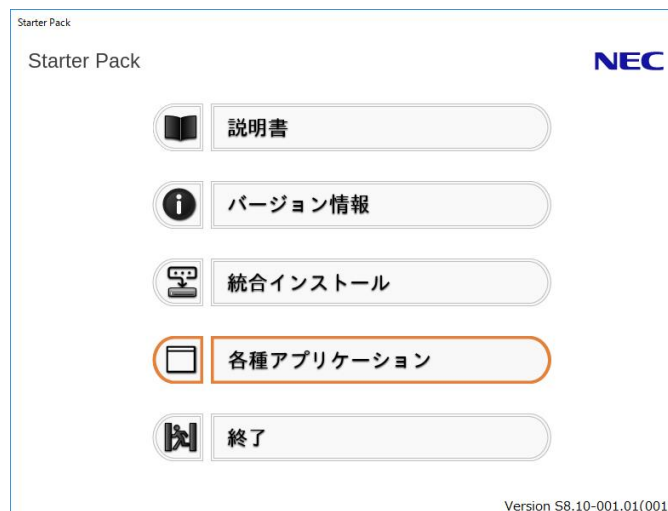 Starter Pack
Starter Pack
NEC
説明書
バージョン情報
統合インストール
各種アプリケーション
終了
Version S8.10-001.01(001